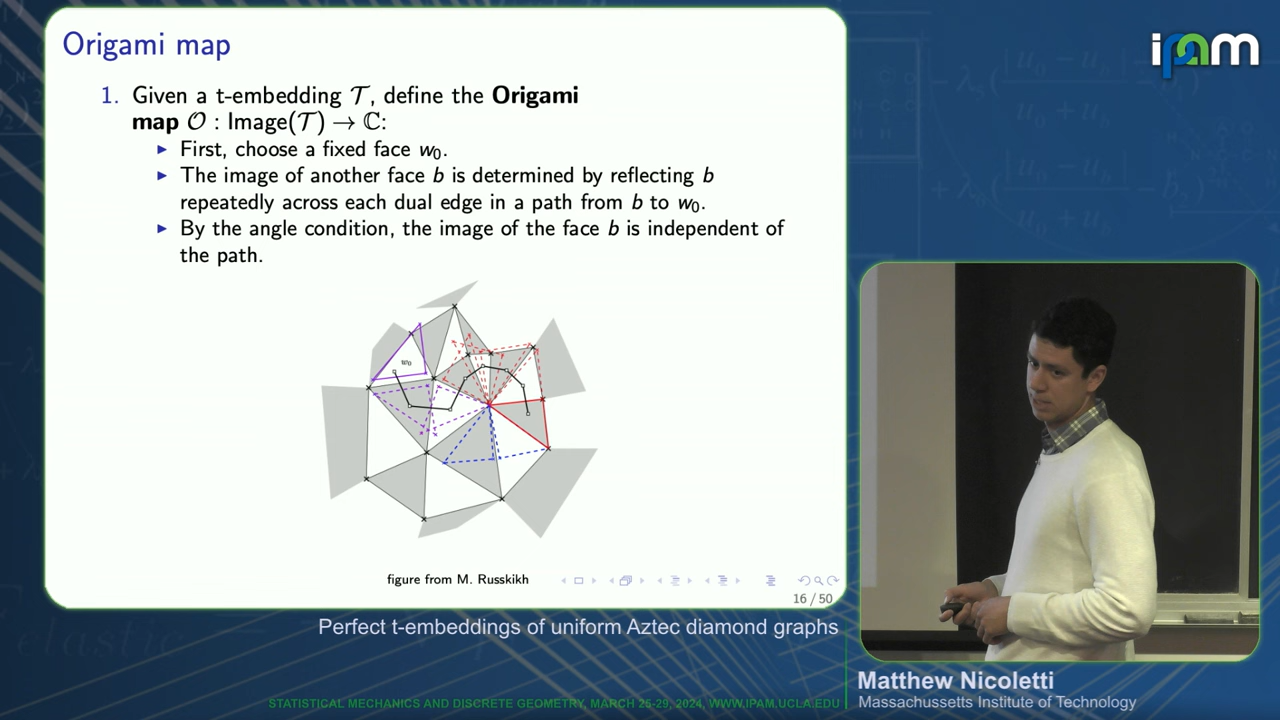 Origami map
1. Given a t-embedding 𝒯, define the Origami
map 𝒪 : Image(𝒯) → ℂ:
▶ First, choose a fixed face w₀.
▶ The image of another face b is determined by reflecting b
repeatedly across each dual edge in a path from b to w₀.
▶ By the angle condition, the image of the face b is independent of
the path.
w₀
figure from M. Russkikh
16 / 50
ipam
Perfect t-embeddings of uniform Aztec diamond graphs
Matthew Nicoletti
Massachussetts Institute of Technology
STATISTICAL MECHANICS AND DISCRETE GEOMETRY, MARCH 25-29, 2024, WWW.IPAM.UCLA.EDU
elastic